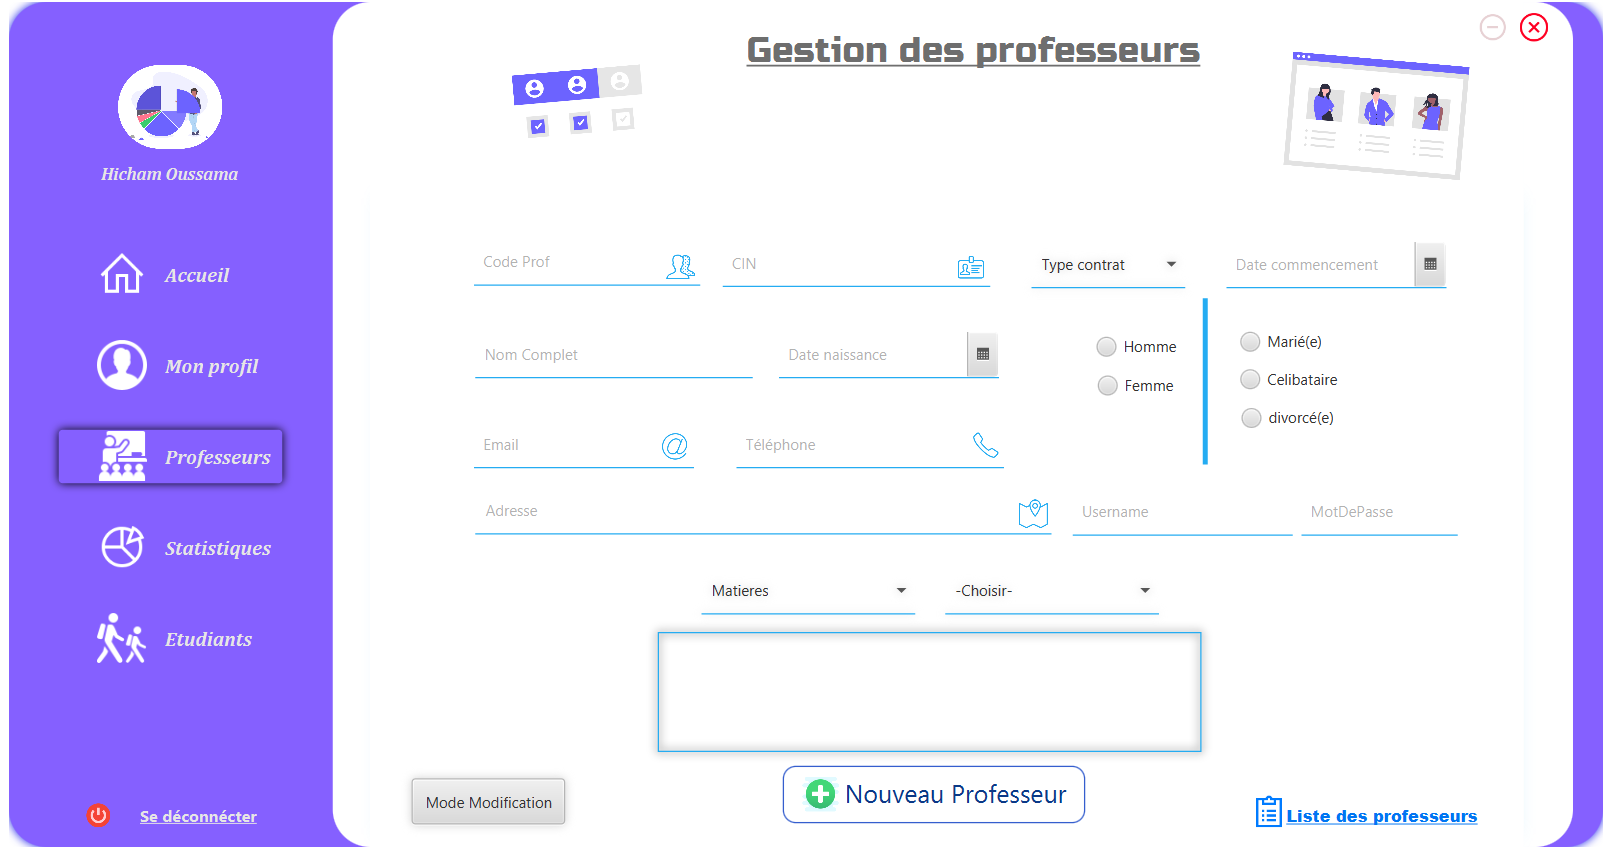 Gestion des professeurs
Hicham Oussama
Accueil
Mon profil
Professeurs
Statistiques
Etudiants
Se déconnécter
Code Prof
CIN
Type contrat
Date commencement
Nom Complet
Date naissance
Homme
Femme
Marié(e)
Celibataire
divorcé(e)
Email
Téléphone
Adresse
Username
MotDePasse
Matieres
-Choisir-
Mode Modification
Nouveau Professeur
Liste des professeurs